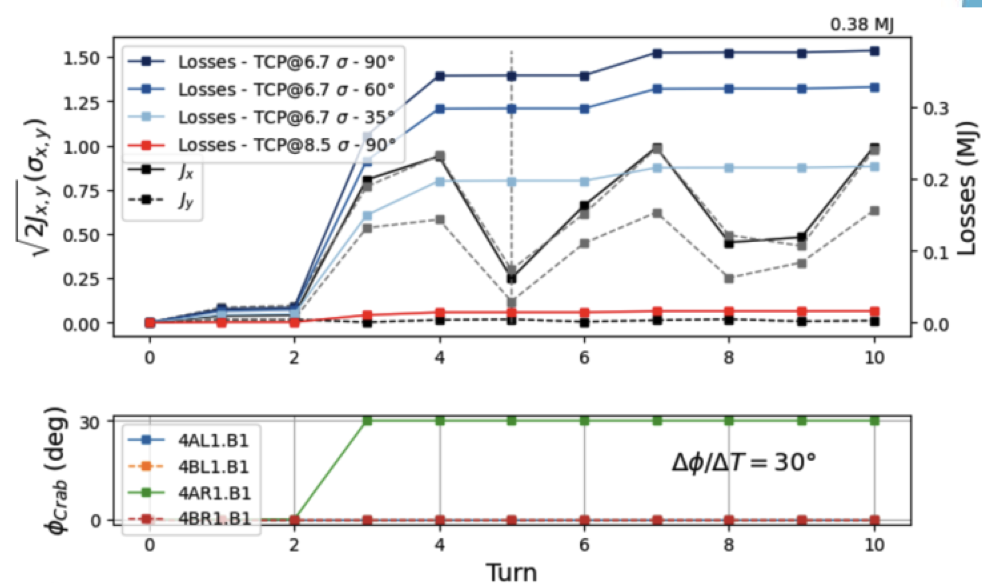 0.38 MJ
1.50
1.25
1.00
0.75
0.50
0.25
0.00
√2J_{x,y} (σ_{x,y})
Losses - TCP@6.7 σ - 90°
Losses - TCP@6.7 σ - 60°
Losses - TCP@6.7 σ - 35°
Losses - TCP@8.5 σ - 90°
J_x
J_y
0.3
0.2
0.1
0.0
Losses (MJ)
0 2 4 6 8 10
30
0
ϕ_{Crab} (deg)
4AL1.B1
4BL1.B1
4AR1.B1
4BR1.B1
Δϕ/ΔT = 30°
0 2 4 6 8 10
Turn